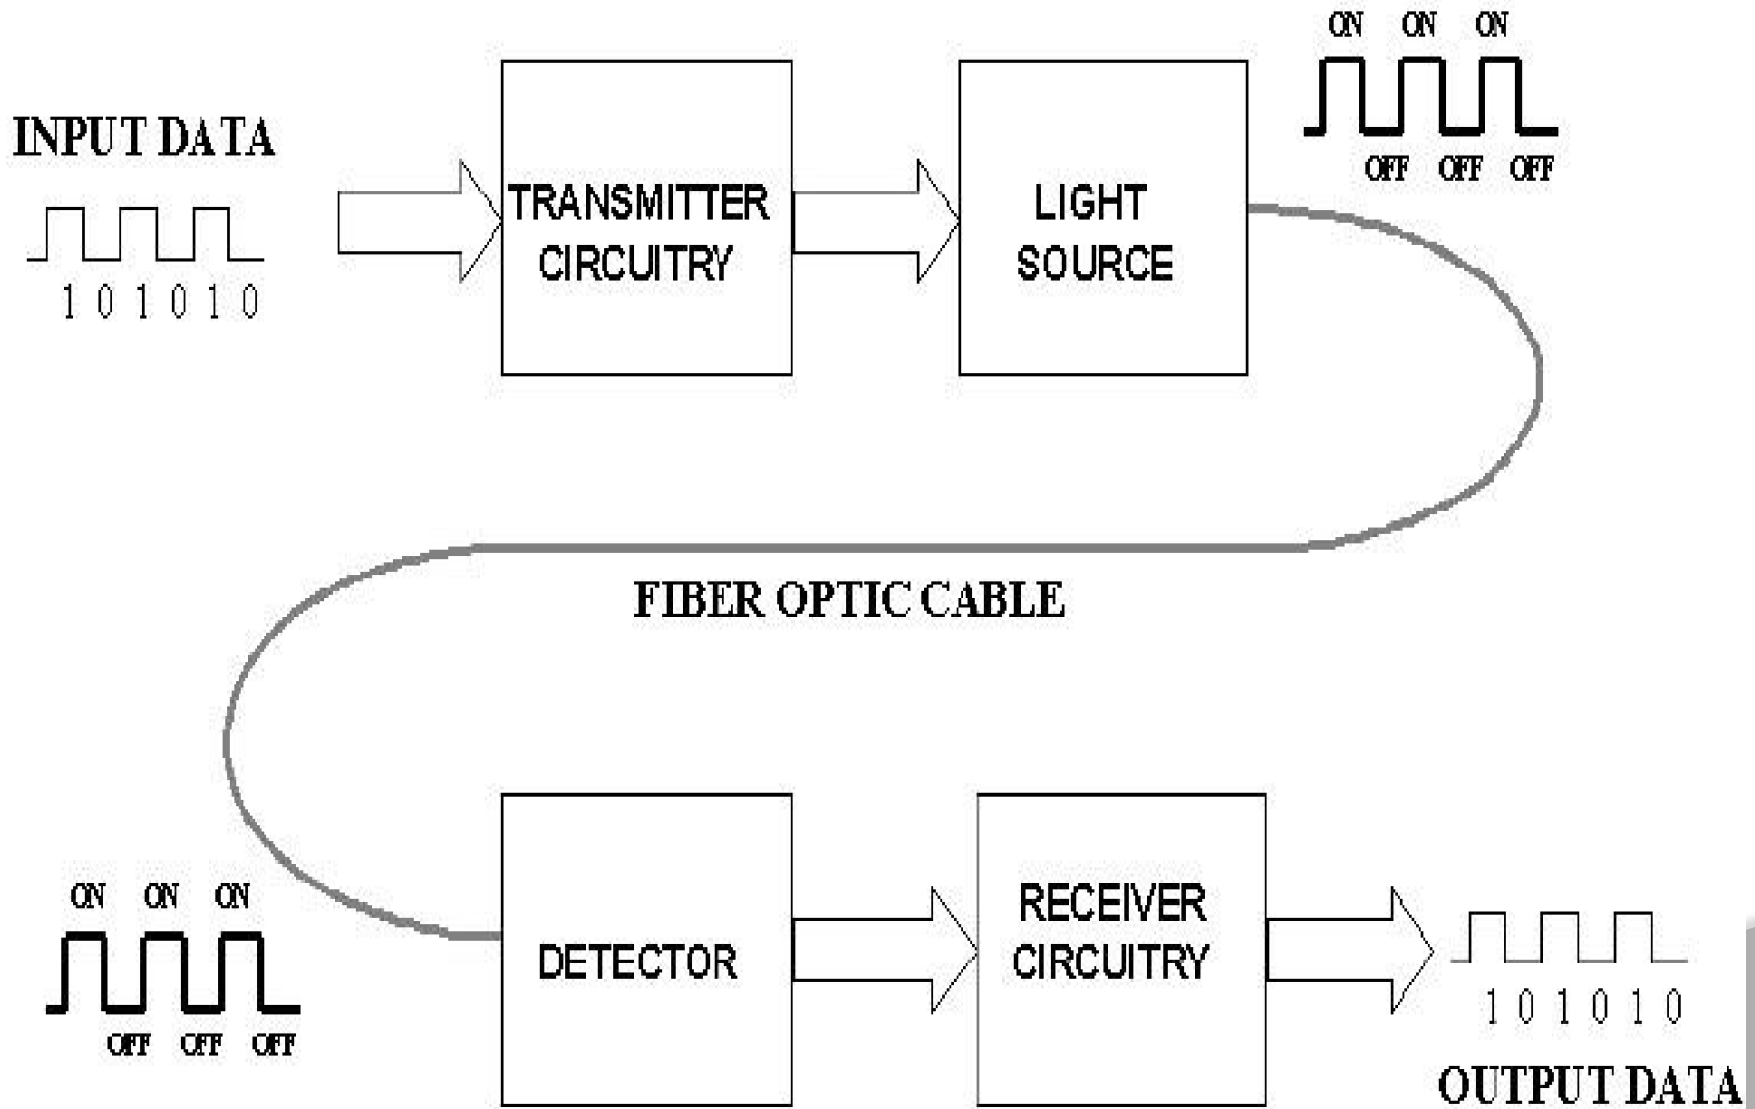 ON ON ON
OFF OFF OFF
INPUT DATA
1 0 1 0 1 0
TRANSMITTER
CIRCUITRY
LIGHT
SOURCE
FIBER OPTIC CABLE
ON ON ON
OFF OFF OFF
DETECTOR
RECEIVER
CIRCUITRY
1 0 1 0 1 0
OUTPUT DATA